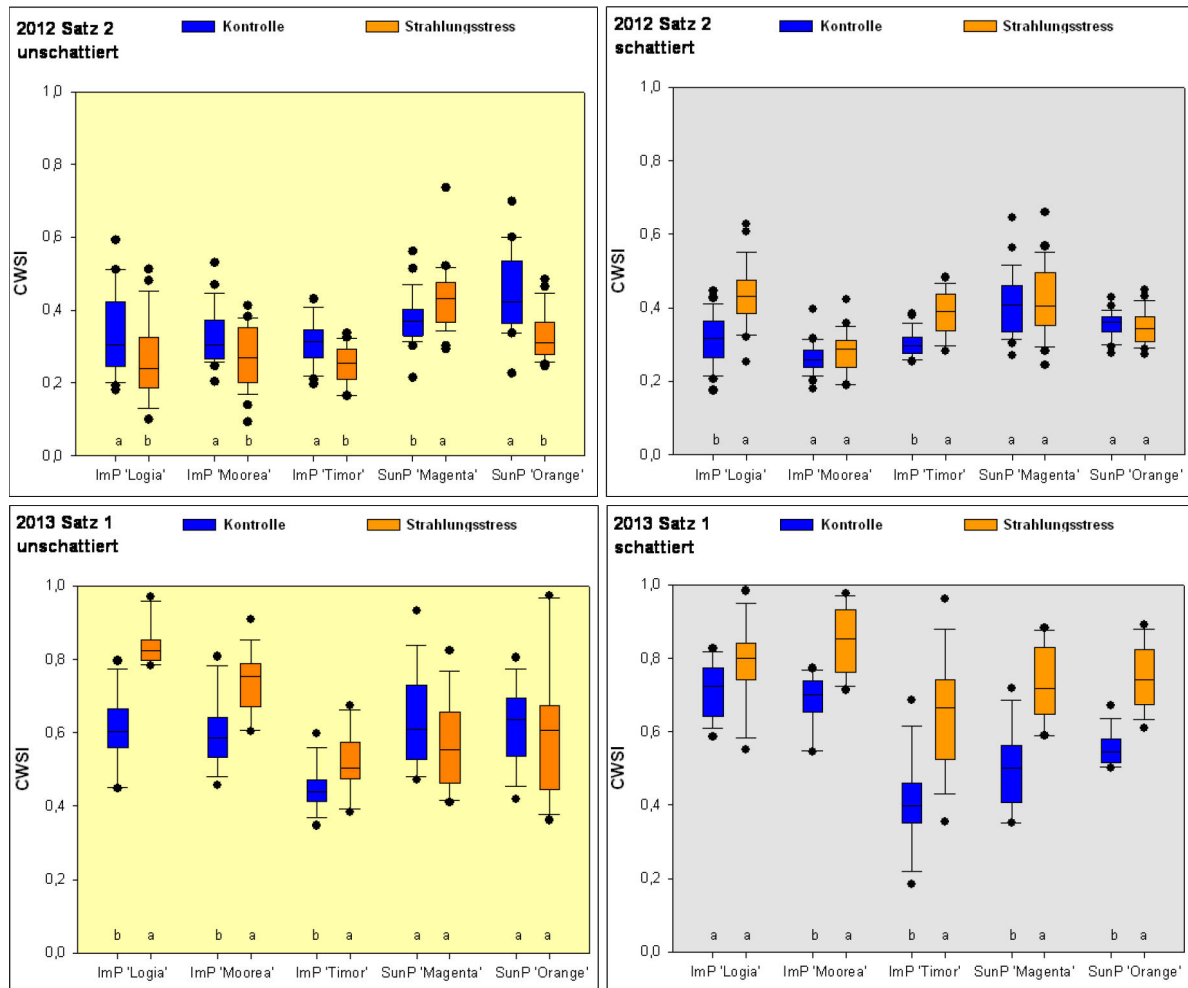 2012 Satz 2
unschattiert
Kontrolle
Strahlungsstress
CWSI
1,0
0,8
0,6
0,4
0,2
0,0
a b a b a b b a a b
ImP 'Logia' ImP 'Moorea' ImP 'Timor' SunP 'Magenta' SunP 'Orange'
2012 Satz 2
schattiert
Kontrolle
Strahlungsstress
CWSI
1,0
0,8
0,6
0,4
0,2
0,0
b a a a b a a a a a
ImP 'Logia' ImP 'Moorea' ImP 'Timor' SunP 'Magenta' SunP 'Orange'
2013 Satz 1
unschattiert
Kontrolle
Strahlungsstress
CWSI
1,0
0,8
0,6
0,4
0,2
0,0
b a b a b a a a a a
ImP 'Logia' ImP 'Moorea' ImP 'Timor' SunP 'Magenta' SunP 'Orange'
2013 Satz 1
schattiert
Kontrolle
Strahlungsstress
CWSI
1,0
0,8
0,6
0,4
0,2
0,0
a a b a b a b a b a
ImP 'Logia' ImP 'Moorea' ImP 'Timor' SunP 'Magenta' SunP 'Orange'